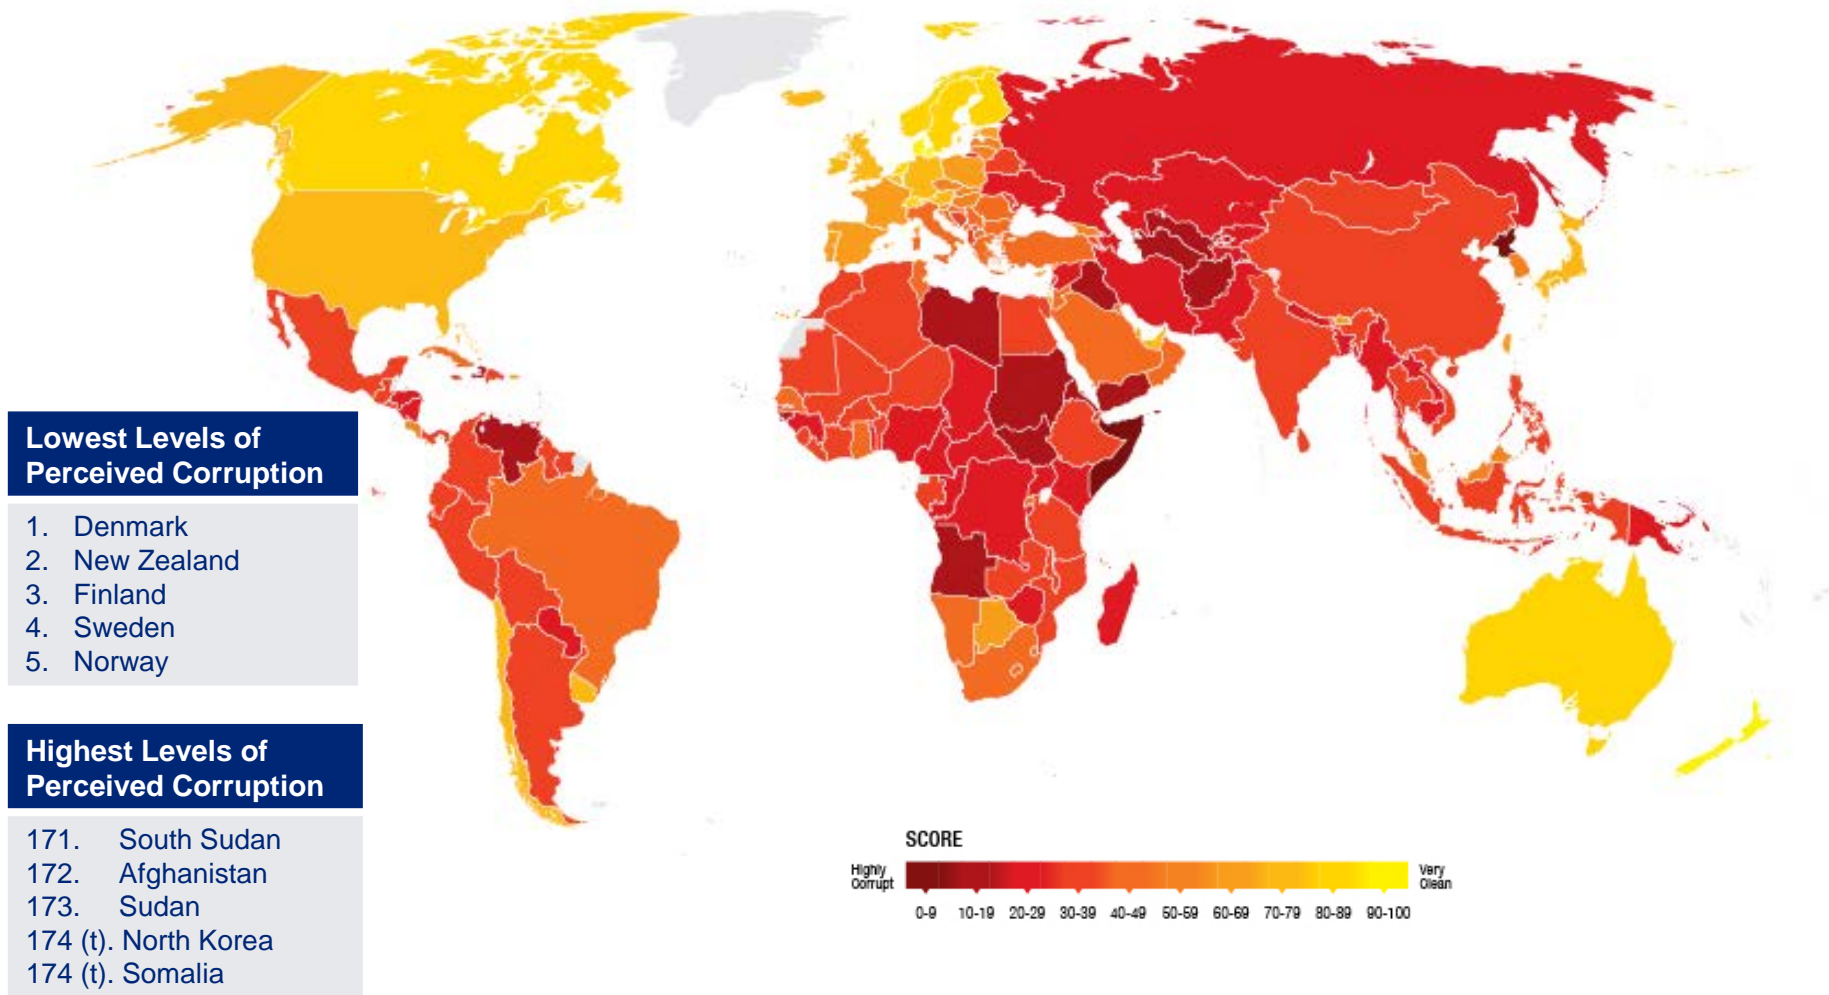 Lowest Levels of
Perceived Corruption
1. Denmark
2. New Zealand
3. Finland
4. Sweden
5. Norway
Highest Levels of
Perceived Corruption
171. South Sudan
172. Afghanistan
173. Sudan
174 (t). North Korea
174 (t). Somalia
SCORE
Highly
Corrupt
Very
Clean
0-9 10-19 20-29 30-39 40-49 50-59 60-69 70-79 80-89 90-100